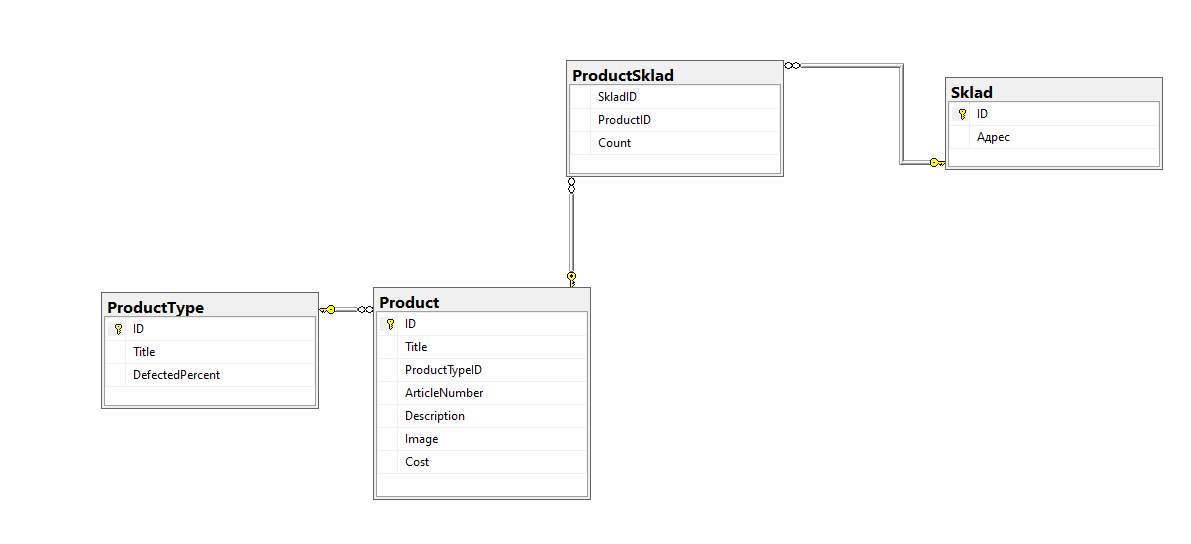 ProductSklad
SkladID
ProductID
Count
Sklad
ID
Адрес
ProductType
ID
Title
DefectedPercent
Product
ID
Title
ProductTypeID
ArticleNumber
Description
Image
Cost